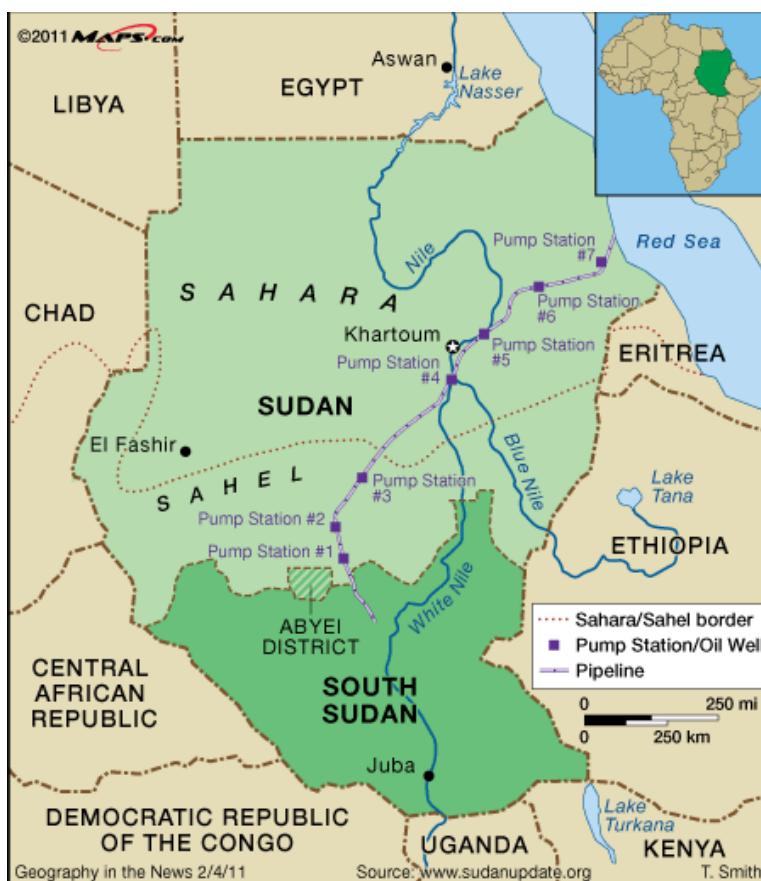 ©2011 MAPS.COM
Aswan
Lake
Nasser
EGYPT
LIBYA
Red Sea
Pump Station
#7
Nile
Pump Station
#6
SAHARA
CHAD
Khartoum
Pump Station
#5
ERITREA
Pump Station
#4
SUDAN
El Fashir
Blue Nile
Lake
Tana
SAHEL
Pump Station
#3
Pump Station #2
ETHIOPIA
Pump Station #1
White Nile
ABYEI
DISTRICT
Sahara/Sahel border
Pump Station/Oil Well
Pipeline
CENTRAL
AFRICAN
REPUBLIC
SOUTH
SUDAN
0 250 mi
0 250 km
Juba
DEMOCRATIC REPUBLIC
OF THE CONGO
UGANDA
Lake
Turkana
KENYA
Geography in the News 2/4/11
Source: www.sudanupdate.org
T. Smith